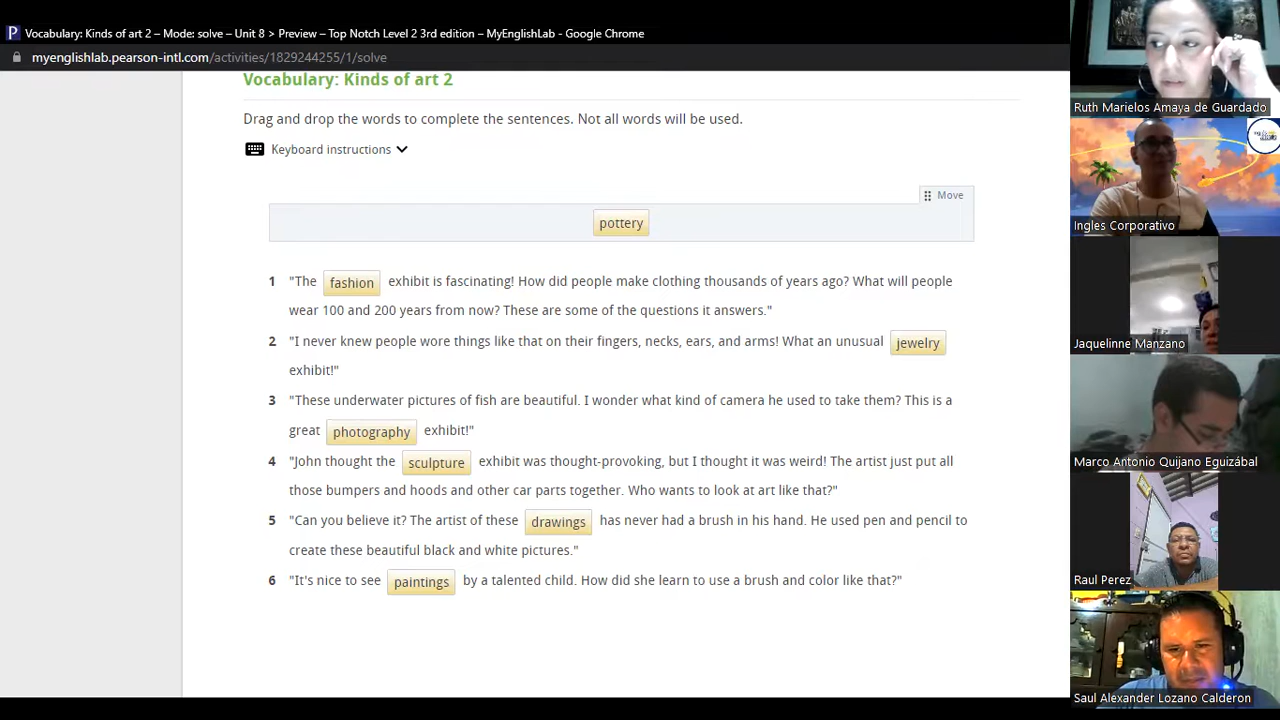 Vocabulary: Kinds of art 2 – Mode: solve – Unit 8 > Preview – Top Notch Level 2 3rd edition – MyEnglishLab - Google Chrome
myenglishlab.pearson-intl.com/activities/1829244255/1/solve
Vocabulary: Kinds of art 2
Drag and drop the words to complete the sentences. Not all words will be used.
Keyboard instructions
Move
pottery
1 "The fashion exhibit is fascinating! How did people make clothing thousands of years ago? What will people
wear 100 and 200 years from now? These are some of the questions it answers."
2 "I never knew people wore things like that on their fingers, necks, ears, and arms! What an unusual jewelry
exhibit!"
3 "These underwater pictures of fish are beautiful. I wonder what kind of camera he used to take them? This is a
great photography exhibit!"
4 "John thought the sculpture exhibit was thought-provoking, but I thought it was weird! The artist just put all
those bumpers and hoods and other car parts together. Who wants to look at art like that?"
5 "Can you believe it? The artist of these drawings has never had a brush in his hand. He used pen and pencil to
create these beautiful black and white pictures."
6 "It's nice to see paintings by a talented child. How did she learn to use a brush and color like that?"
Ruth Marielos Amaya de Guardado
Ingles Corporativo
Jaquelinne Manzano
Marco Antonio Quijano Eguizábal
Raul Perez
Saul Alexander Lozano Calderon